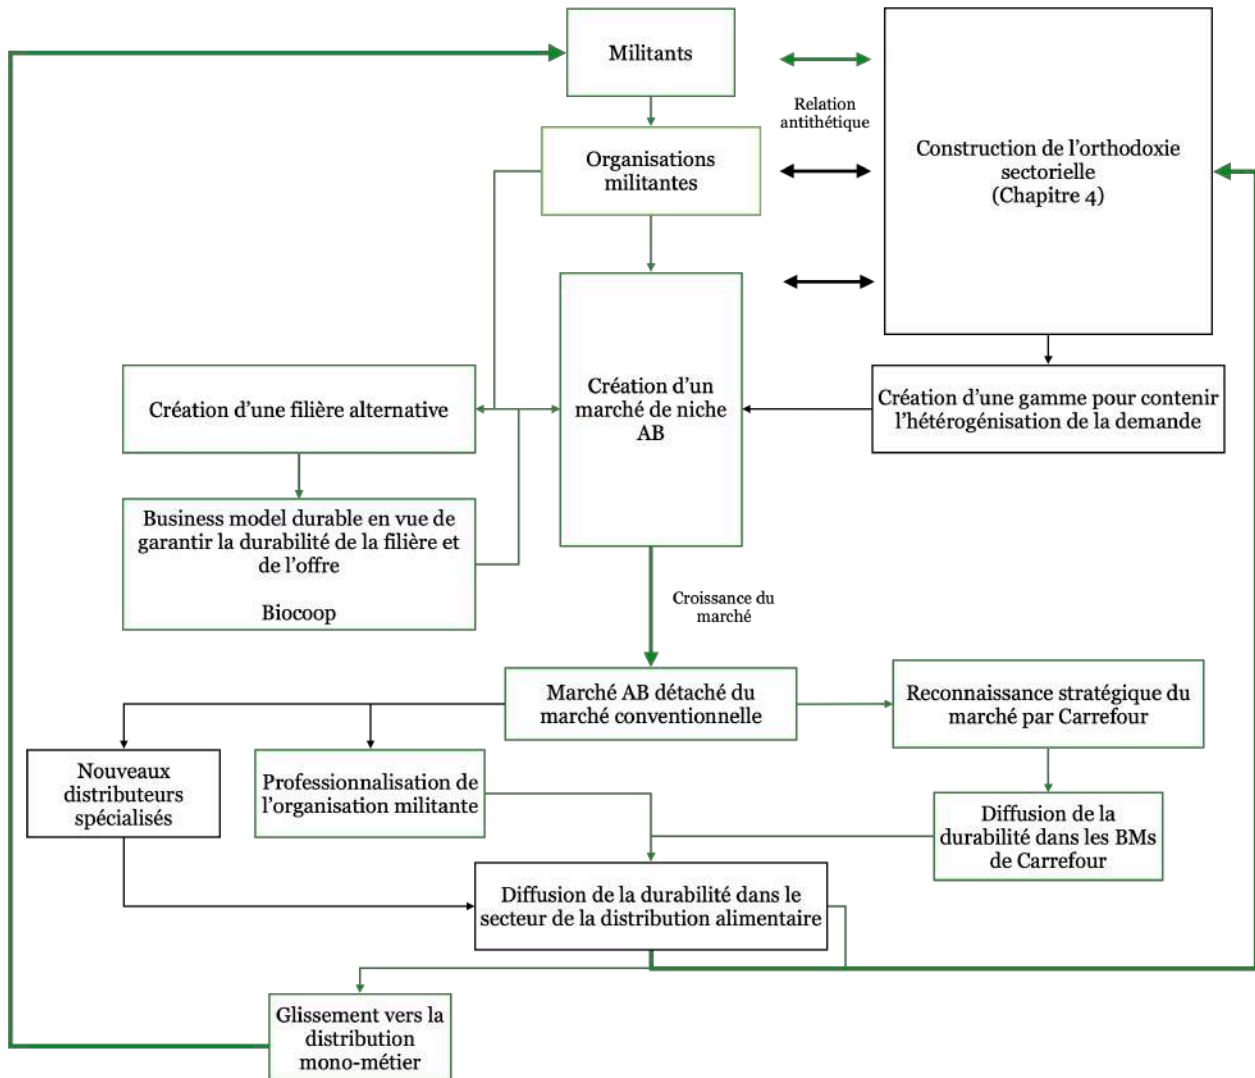 Militants
Relation
antithétique
Organisations
militantes
Construction de l'orthodoxie
sectorielle
(Chapitre 4)
Création d'une filière alternative
Création d'un
marché de niche
AB
Création d'une gamme pour contenir
l'hétérogénisation de la demande
Business model durable en vue de
garantir la durabilité de la filière et
de l'offre
Biocoop
Croissance du
marché
Marché AB détaché du
marché conventionnelle
Reconnaissance stratégique du
marché par Carrefour
Nouveaux
distributeurs
spécialisés
Professionnalisation de
l'organisation militante
Diffusion de la
durabilité dans les BMs
de Carrefour
Diffusion de la durabilité dans le
secteur de la distribution alimentaire
Glissement vers la
distribution
mono-métier